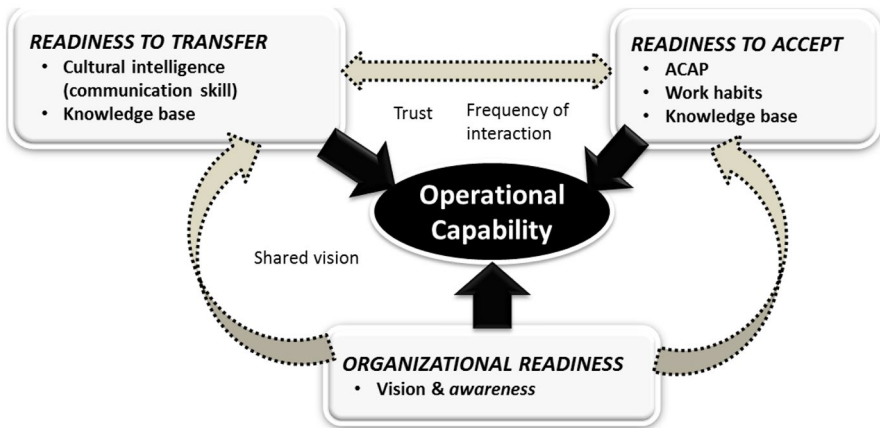 READINESS TO TRANSFER
• Cultural intelligence
(communication skill)
• Knowledge base
READINESS TO ACCEPT
• ACAP
• Work habits
• Knowledge base
Trust
Frequency of
interaction
Operational
Capability
Shared vision
ORGANIZATIONAL READINESS
• Vision & awareness